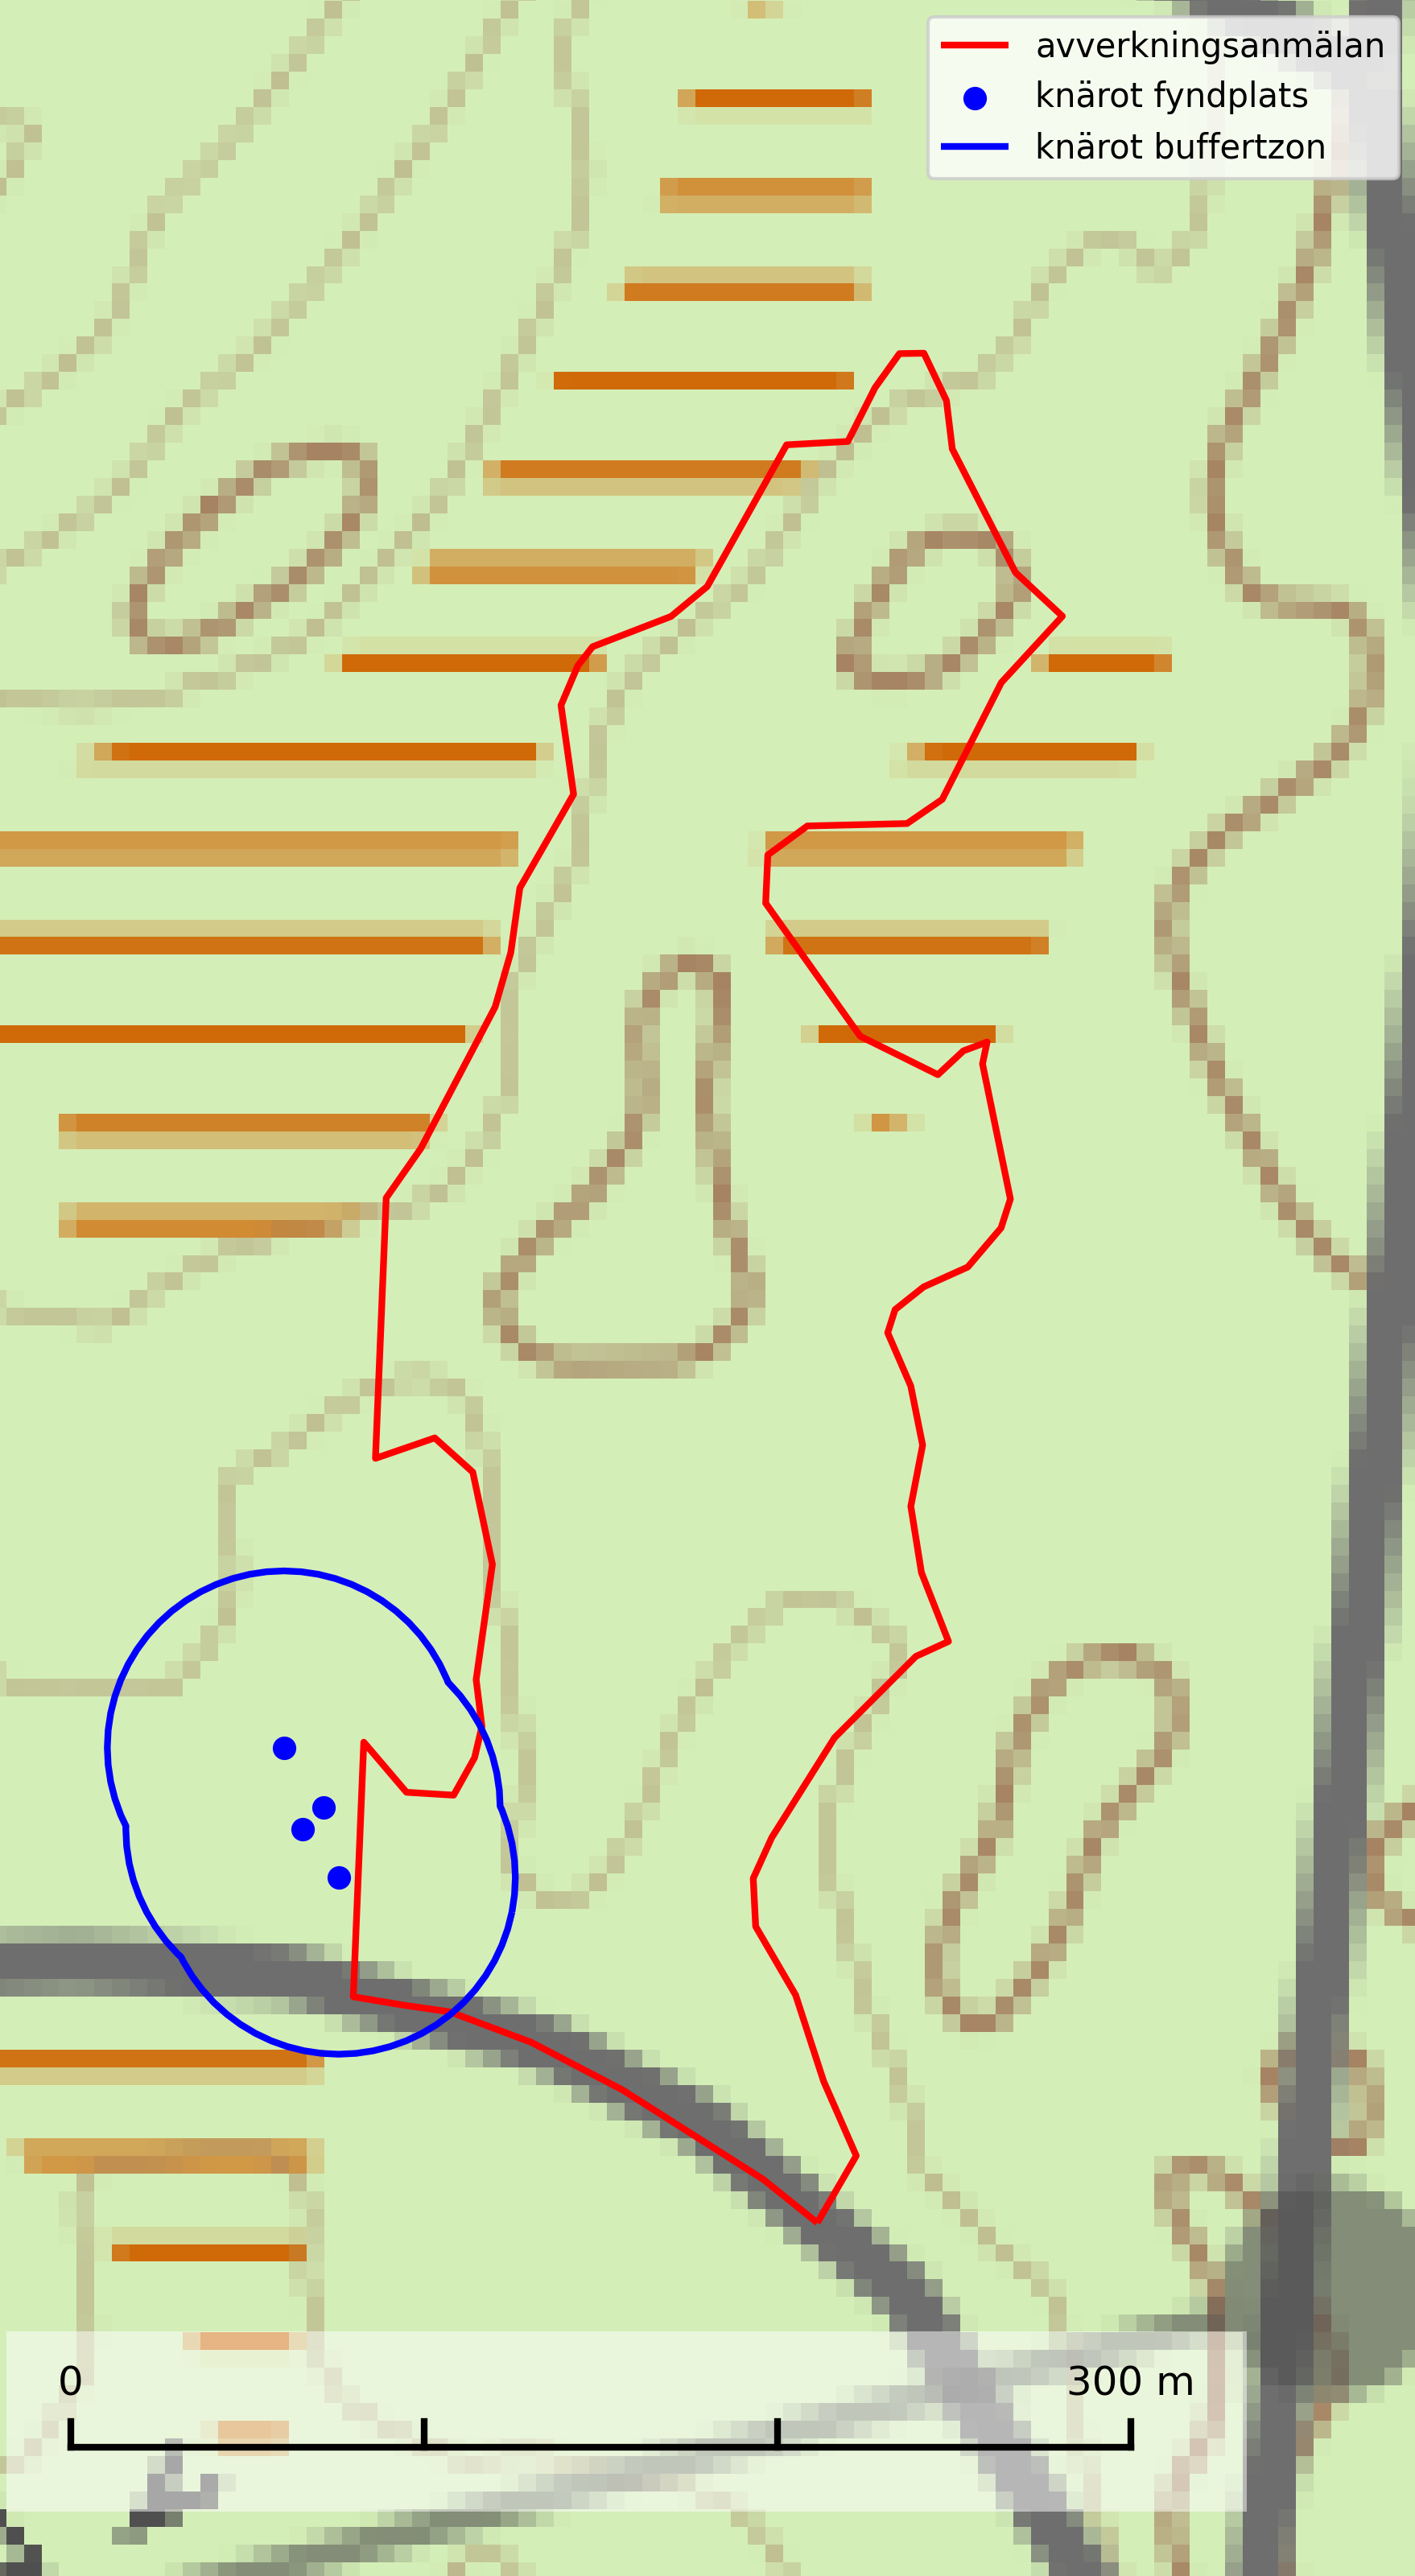 avverkningsanmälan
knärot fyndplats
knärot buffertzon
0 300 m